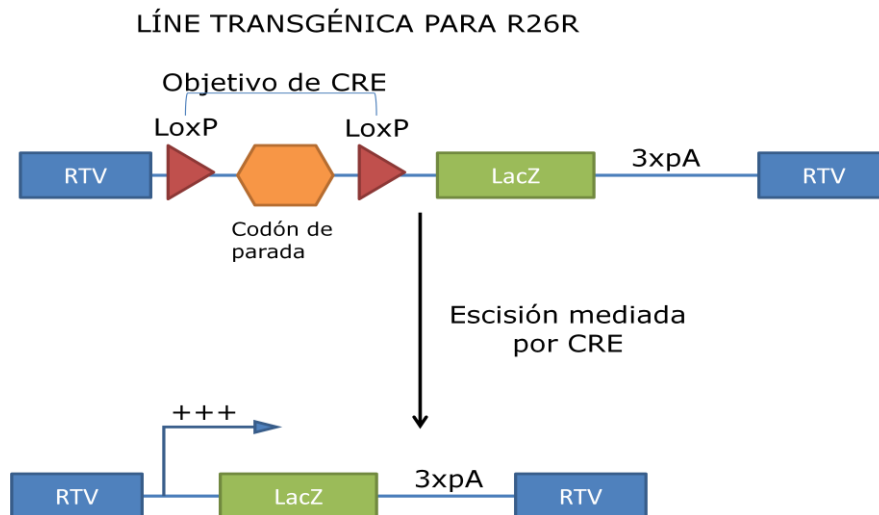 LÍNE TRANSGÉNICA PARA R26R
Objetivo de CRE
LoxP LoxP
RTV LacZ 3xpA RTV
Codón de
parada
Escisión mediada
por CRE
+++
RTV LacZ 3xpA RTV